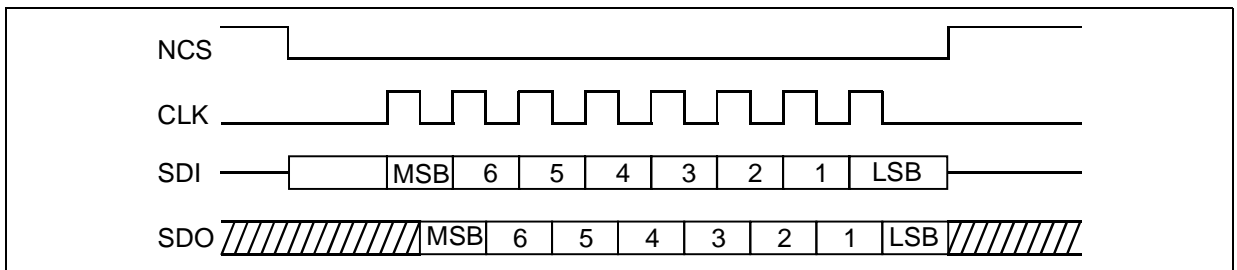 NCS
CLK
SDI MSB 6 5 4 3 2 1 LSB
SDO MSB 6 5 4 3 2 1 LSB